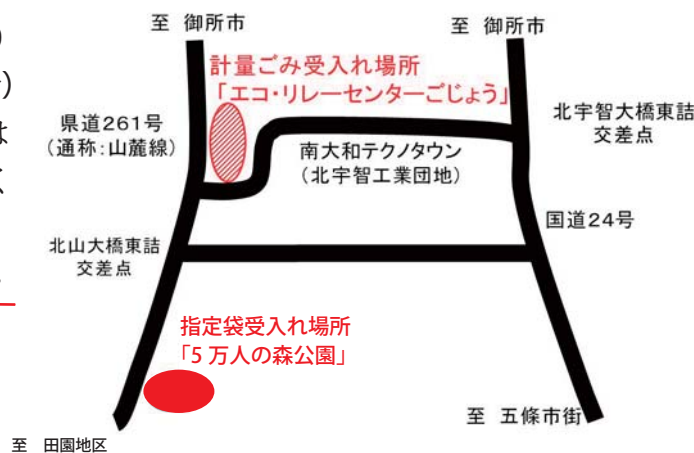 至 御所市
至 御所市
計量ごみ受入れ場所
「エコ・リレーセンターごじょう」
県道261号
(通称:山麓線)
北宇智大橋東詰
交差点
南大和テクノタウン
(北宇智工業団地)
国道24号
北山大橋東詰
交差点
指定袋受入れ場所
「5万人の森公園」
至 五條市街
至 田園地区
は